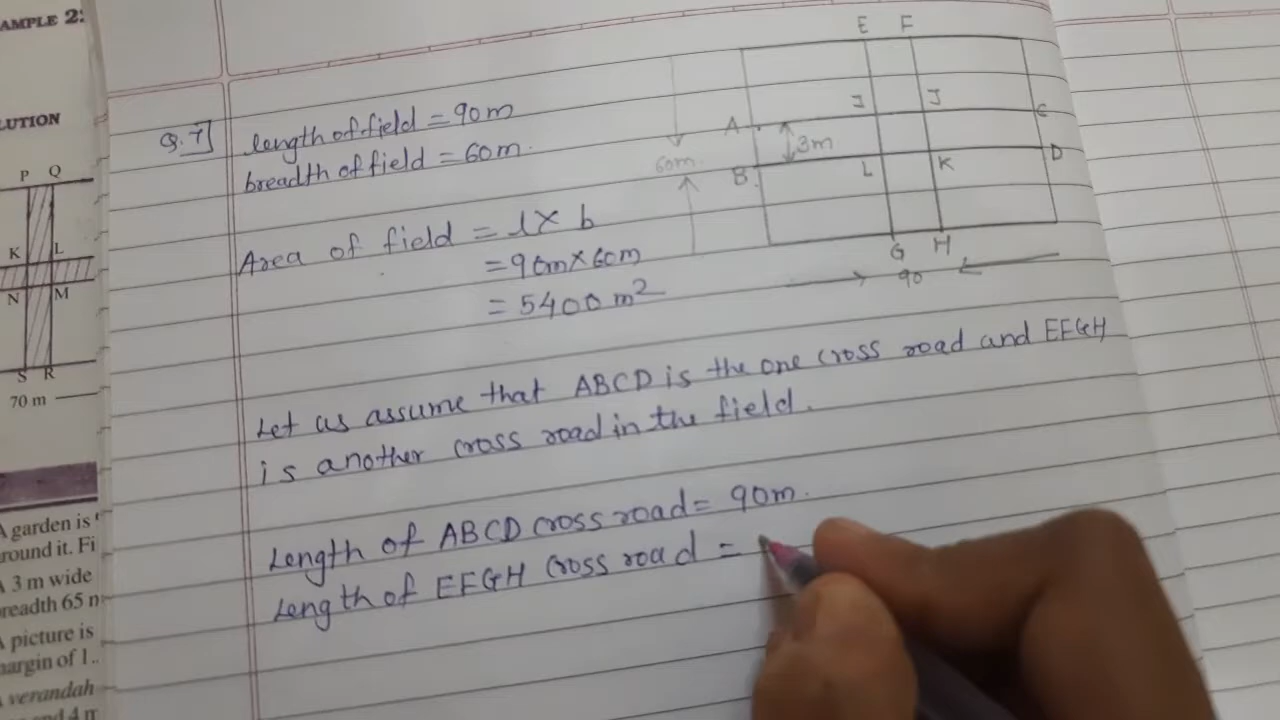 AMPLE 2:
LUTION
P Q
K L
N M
S R
70 m
A garden is
round it. Fi
A 3 m wide
readth 65 n
A picture is
margin of 1..
A verandah
and 4 m
Q.7] length of field = 90m
breadth of field = 60m.
Area of field = l × b
= 90m × 60m
= 5400 m²
Let us assume that ABCD is the one cross road and EFGH
is another cross road in the field.
Length of ABCD cross road = 90m.
Length of EFGH cross road =
E F
I J C
A 3m
60m
B L K D
G H
90